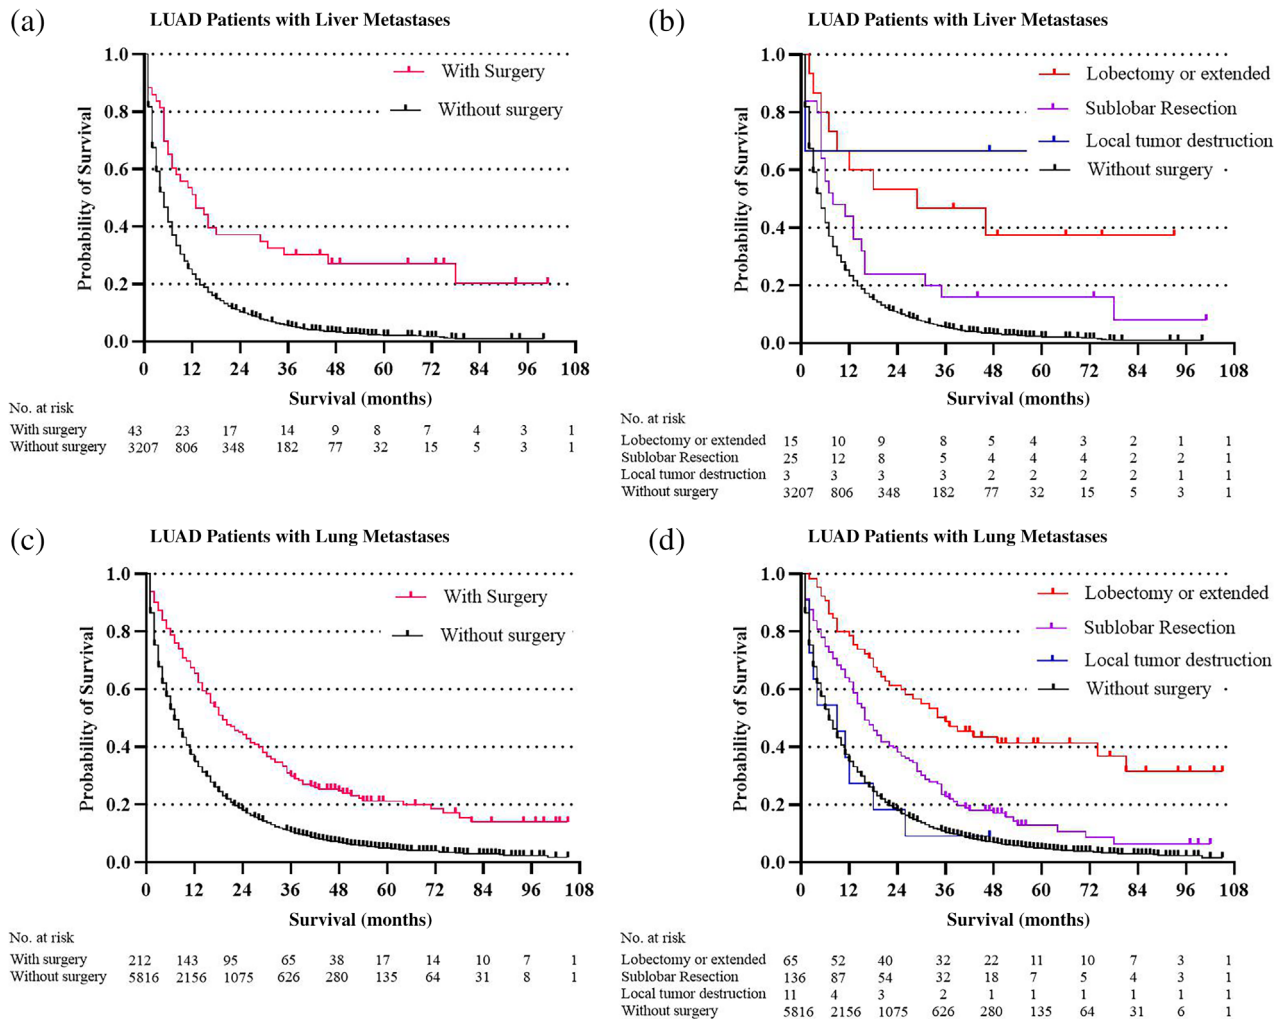 (a)
LUAD Patients with Liver Metastases
With Surgery
Without surgery
Probability of Survival
1.0
0.8
0.6
0.4
0.2
0.0
0 12 24 36 48 60 72 84 96 108
Survival (months)
No. at risk
With surgery 43 23 17 14 9 8 7 4 3 1
Without surgery 3207 806 348 182 77 32 15 5 3 1
(b)
LUAD Patients with Liver Metastases
Lobectomy or extended
Sublobar Resection
Local tumor destruction
Without surgery
Probability of Survival
1.0
0.8
0.6
0.4
0.2
0.0
0 12 24 36 48 60 72 84 96 108
Survival (months)
No. at risk
Lobectomy or extended 15 10 9 8 5 4 3 2 1 1
Sublobar Resection 25 12 8 5 4 4 4 2 2 1
Local tumor destruction 3 3 3 3 2 2 2 2 1 1
Without surgery 3207 806 348 182 77 32 15 5 3 1
(c)
LUAD Patients with Lung Metastases
With Surgery
Without surgery
Probability of Survival
1.0
0.8
0.6
0.4
0.2
0.0
0 12 24 36 48 60 72 84 96 108
Survival (months)
No. at risk
With surgery 212 143 95 65 38 17 14 10 7 1
Without surgery 5816 2156 1075 626 280 135 64 31 8 1
(d)
LUAD Patients with Lung Metastases
Lobectomy or extended
Sublobar Resection
Local tumor destruction
Without surgery
Probability of Survival
1.0
0.8
0.6
0.4
0.2
0.0
0 12 24 36 48 60 72 84 96 108
Survival (months)
No. at risk
Lobectomy or extended 65 52 40 32 22 11 10 7 3 1
Sublobar Resection 136 87 54 32 18 7 5 4 3 1
Local tumor destruction 11 4 3 2 1 1 1 1 1 1
Without surgery 5816 2156 1075 626 280 135 64 31 6 1